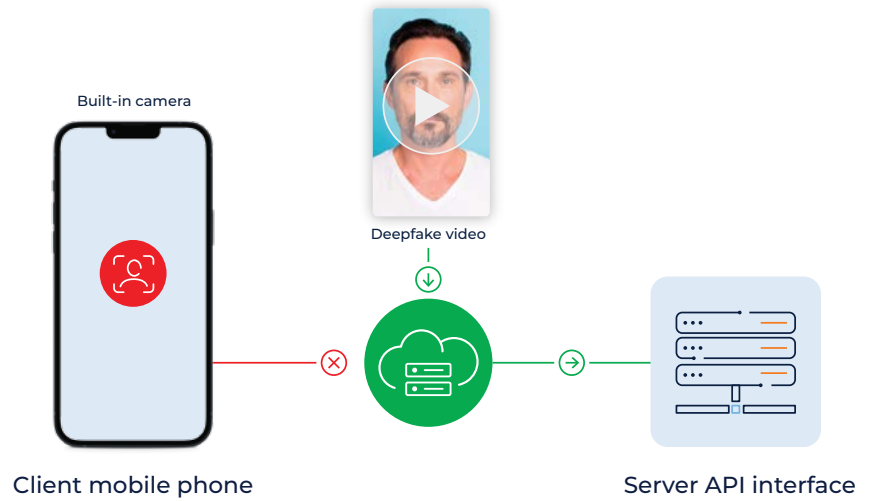 Built-in camera
Deepfake video
Client mobile phone
Server API interface